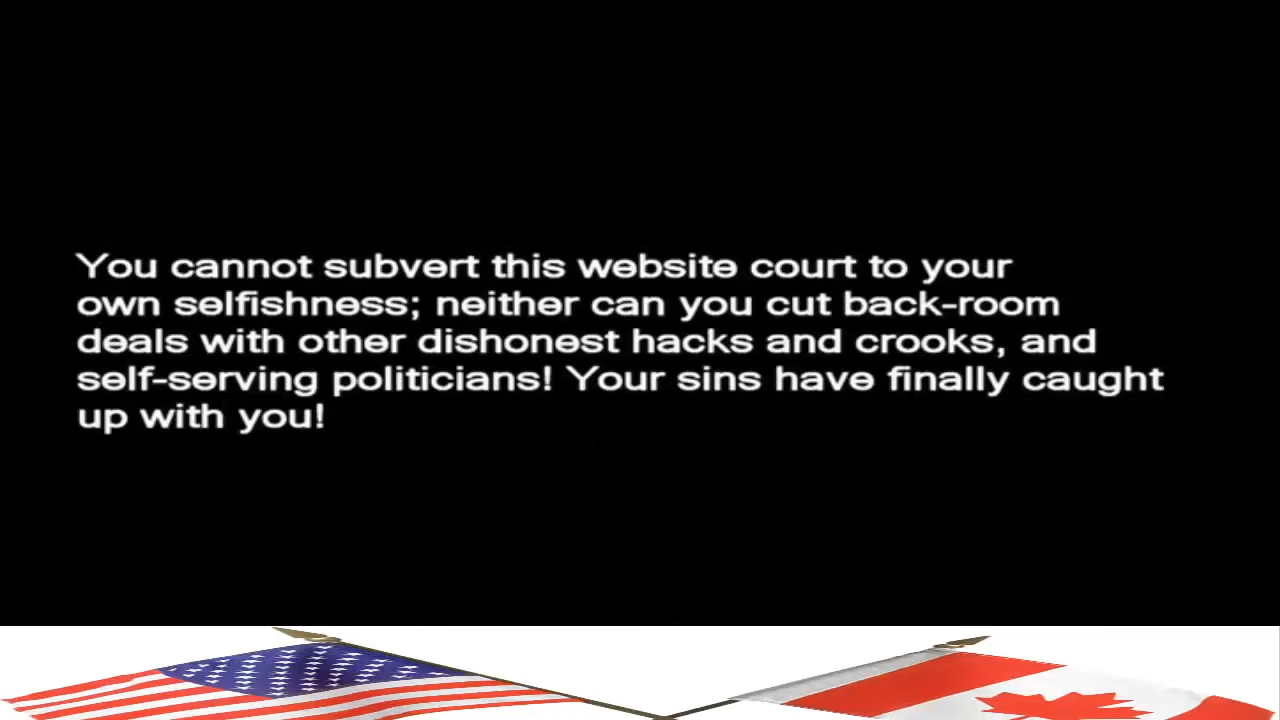 You cannot subvert this website court to your
own selfishness; neither can you cut back-room
deals with other dishonest hacks and crooks, and
self-serving politicians! Your sins have finally caught
up with you!